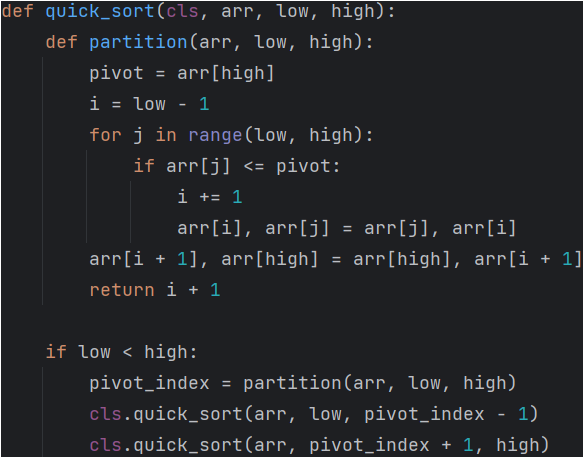 def quick_sort(cls, arr, low, high):
    def partition(arr, low, high):
        pivot = arr[high]
        i = low - 1
        for j in range(low, high):
            if arr[j] <= pivot:
                i += 1
                arr[i], arr[j] = arr[j], arr[i]
        arr[i + 1], arr[high] = arr[high], arr[i + 1]
        return i + 1

    if low < high:
        pivot_index = partition(arr, low, high)
        cls.quick_sort(arr, low, pivot_index - 1)
        cls.quick_sort(arr, pivot_index + 1, high)